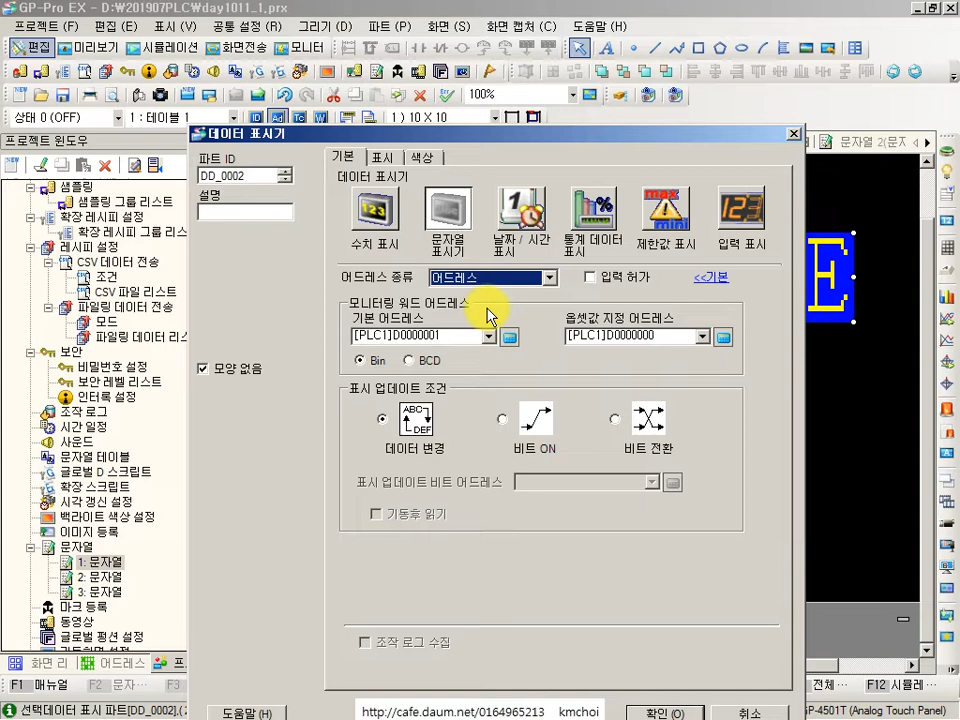 GP-Pro EX - D:\201907PLC\day1011_1.prx
프로젝트 (F) 편집 (E) 표시 (V) 공통 설정 (R) 그리기 (D) 파트 (P) 화면 (S) 화면 캡쳐 (C) 도움말 (H)
편집 미리보기 시뮬레이션 화면전송 모니터
100%
상태 0 (OFF) 1 : 테이블 1 ID Ad Tc W 1 ) 10 X 10
프로젝트 윈도우
문자열 2(문자
샘플링
샘플링 리스트
확장 레시피 설정
확장 레시피 그룹 리스
레시피 설정
CSV 데이터 전송
조건
CSV 파일 리스트
파일링 데이터 전송
모드
파일링 데이터 리
보안
비밀번호 설정
보안 레벨 리스트
인터록 설정
조작 로그
시간 일정
사운드
문자열 테이블
글로벌 D 스크립트
확장 스크립트
시각 갱신 설정
백라이트 색상 설정
이미지 등록
문자열
1: 문자열
2: 문자열
3: 문자열
마크 등록
동영상
글로벌 펑션 설정
화면 리 어드레스 프
데이터 표시기
파트 ID
DD_0002
설명
모양 없음
기본 표시 색상
데이터 표시기
수치 표시
문자열 표시기
날짜 / 시간 표시
통계 데이터 표시
제한값 표시
입력 표시
어드레스 종류 어드레스 입력 허가 <<기본
모니터링 워드 어드레스
기본 어드레스 옵셋값 지정 어드레스
[PLC1]D0000001 [PLC1]D0000000
Bin BCD
표시 업데이트 조건
ABC
DEF
데이터 변경 비트 ON 비트 전환
표시 업데이트 비트 어드레스
기동후 읽기
조작 로그 수집
도움말 (H) 확인 (O) 취소
E
F1 매뉴얼 F2 문자... F3 전체... F12 시뮬레...
선택데이터 표시 파트[DD_0002],( http://cafe.daum.net/0164965213 kmchoi GP-4501T (Analog Touch Panel)